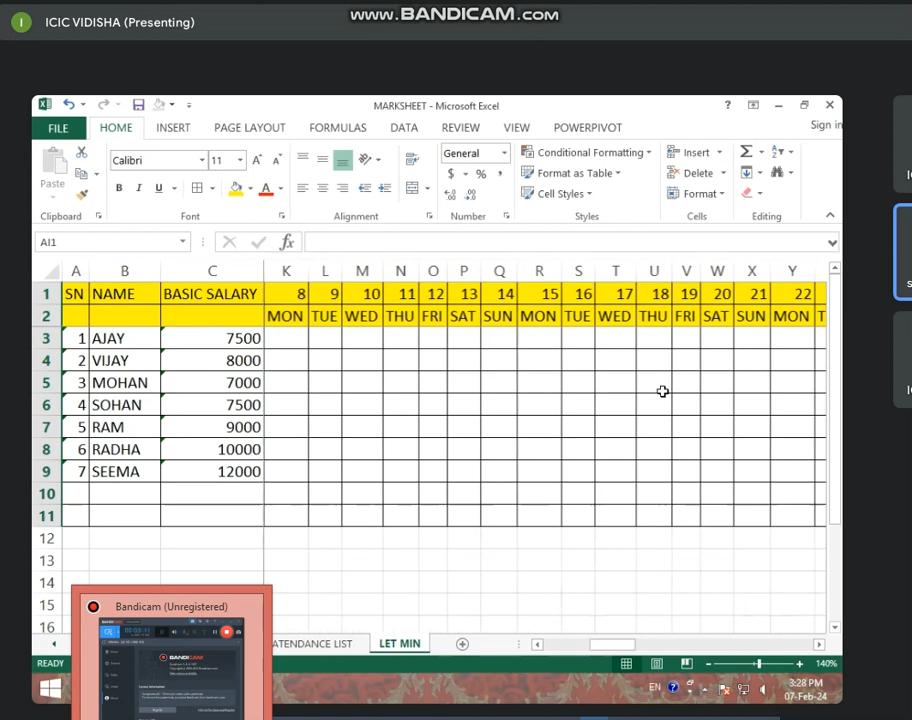 www.BANDICAM.com
I ICIC VIDISHA (Presenting)
MARKSHEET - Microsoft Excel
FILE HOME INSERT PAGE LAYOUT FORMULAS DATA REVIEW VIEW POWERPIVOT Sign in
Paste
Calibri 11
B I U
General
$ % ,
Conditional Formatting
Format as Table
Cell Styles
Insert
Delete
Format
Clipboard Font Alignment Number Styles Cells Editing
AI1 fx
A B C K L M N O P Q R S T U V W X Y
1 SN NAME BASIC SALARY 8 9 10 11 12 13 14 15 16 17 18 19 20 21 22
2 MON TUE WED THU FRI SAT SUN MON TUE WED THU FRI SAT SUN MON T
3 1 AJAY 7500
4 2 VIJAY 8000
5 3 MOHAN 7000
6 4 SOHAN 7500
7 5 RAM 9000
8 6 RADHA 10000
9 7 SEEMA 12000
10
11
12
13
14
15
16
Bandicam (Unregistered)
BANDICAM
ATENDANCE LIST LET MIN
READY 140%
EN 3:28 PM
07-Feb-24